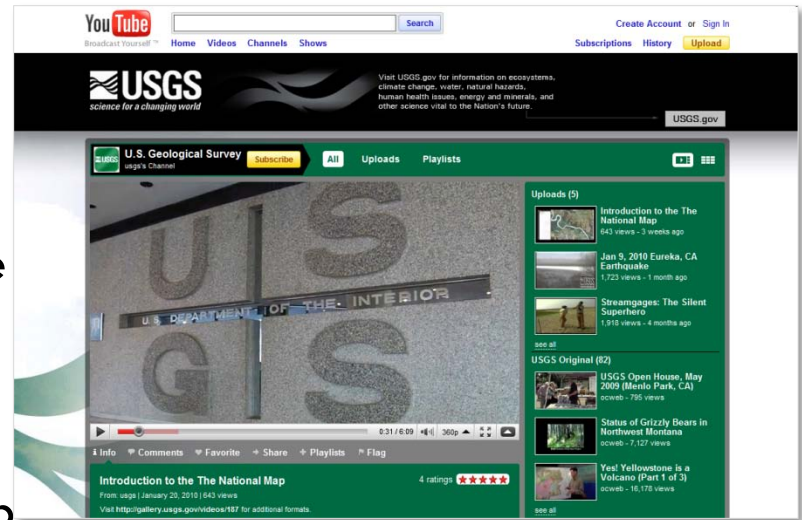 You Tube
Broadcast Yourself ™
Search
Home Videos Channels Shows
Create Account or Sign In
Subscriptions History Upload
USGS
science for a changing world
Visit USGS.gov for information on ecosystems,
climate change, water, natural hazards,
human health issues, energy and minerals, and
other science vital to the Nation's future.
USGS.gov
USGS
U.S. Geological Survey
usgs's Channel
Subscribe
All Uploads Playlists
U S
U.S. DEPARTMENT OF THE INTERIOR
G S
0:31 / 6:09 360p
Info Comments Favorite Share Playlists Flag
Introduction to the The National Map
From: usgs | January 20, 2010 | 643 views
Visit http://gallery.usgs.gov/videos/187 for additional formats.
4 ratings
Uploads (5)
Introduction to the The
National Map
643 views - 3 weeks ago
Jan 9, 2010 Eureka, CA
Earthquake
1,723 views - 1 month ago
Streamgages: The Silent
Superhero
1,918 views - 4 months ago
see all
USGS Original (82)
USGS Open House, May
2009 (Menlo Park, CA)
ocweb - 795 views
Status of Grizzly Bears in
Northwest Montana
ocweb - 7,127 views
Yes! Yellowstone is a
Volcano (Part 1 of 3)
ocweb - 16,178 views
see all